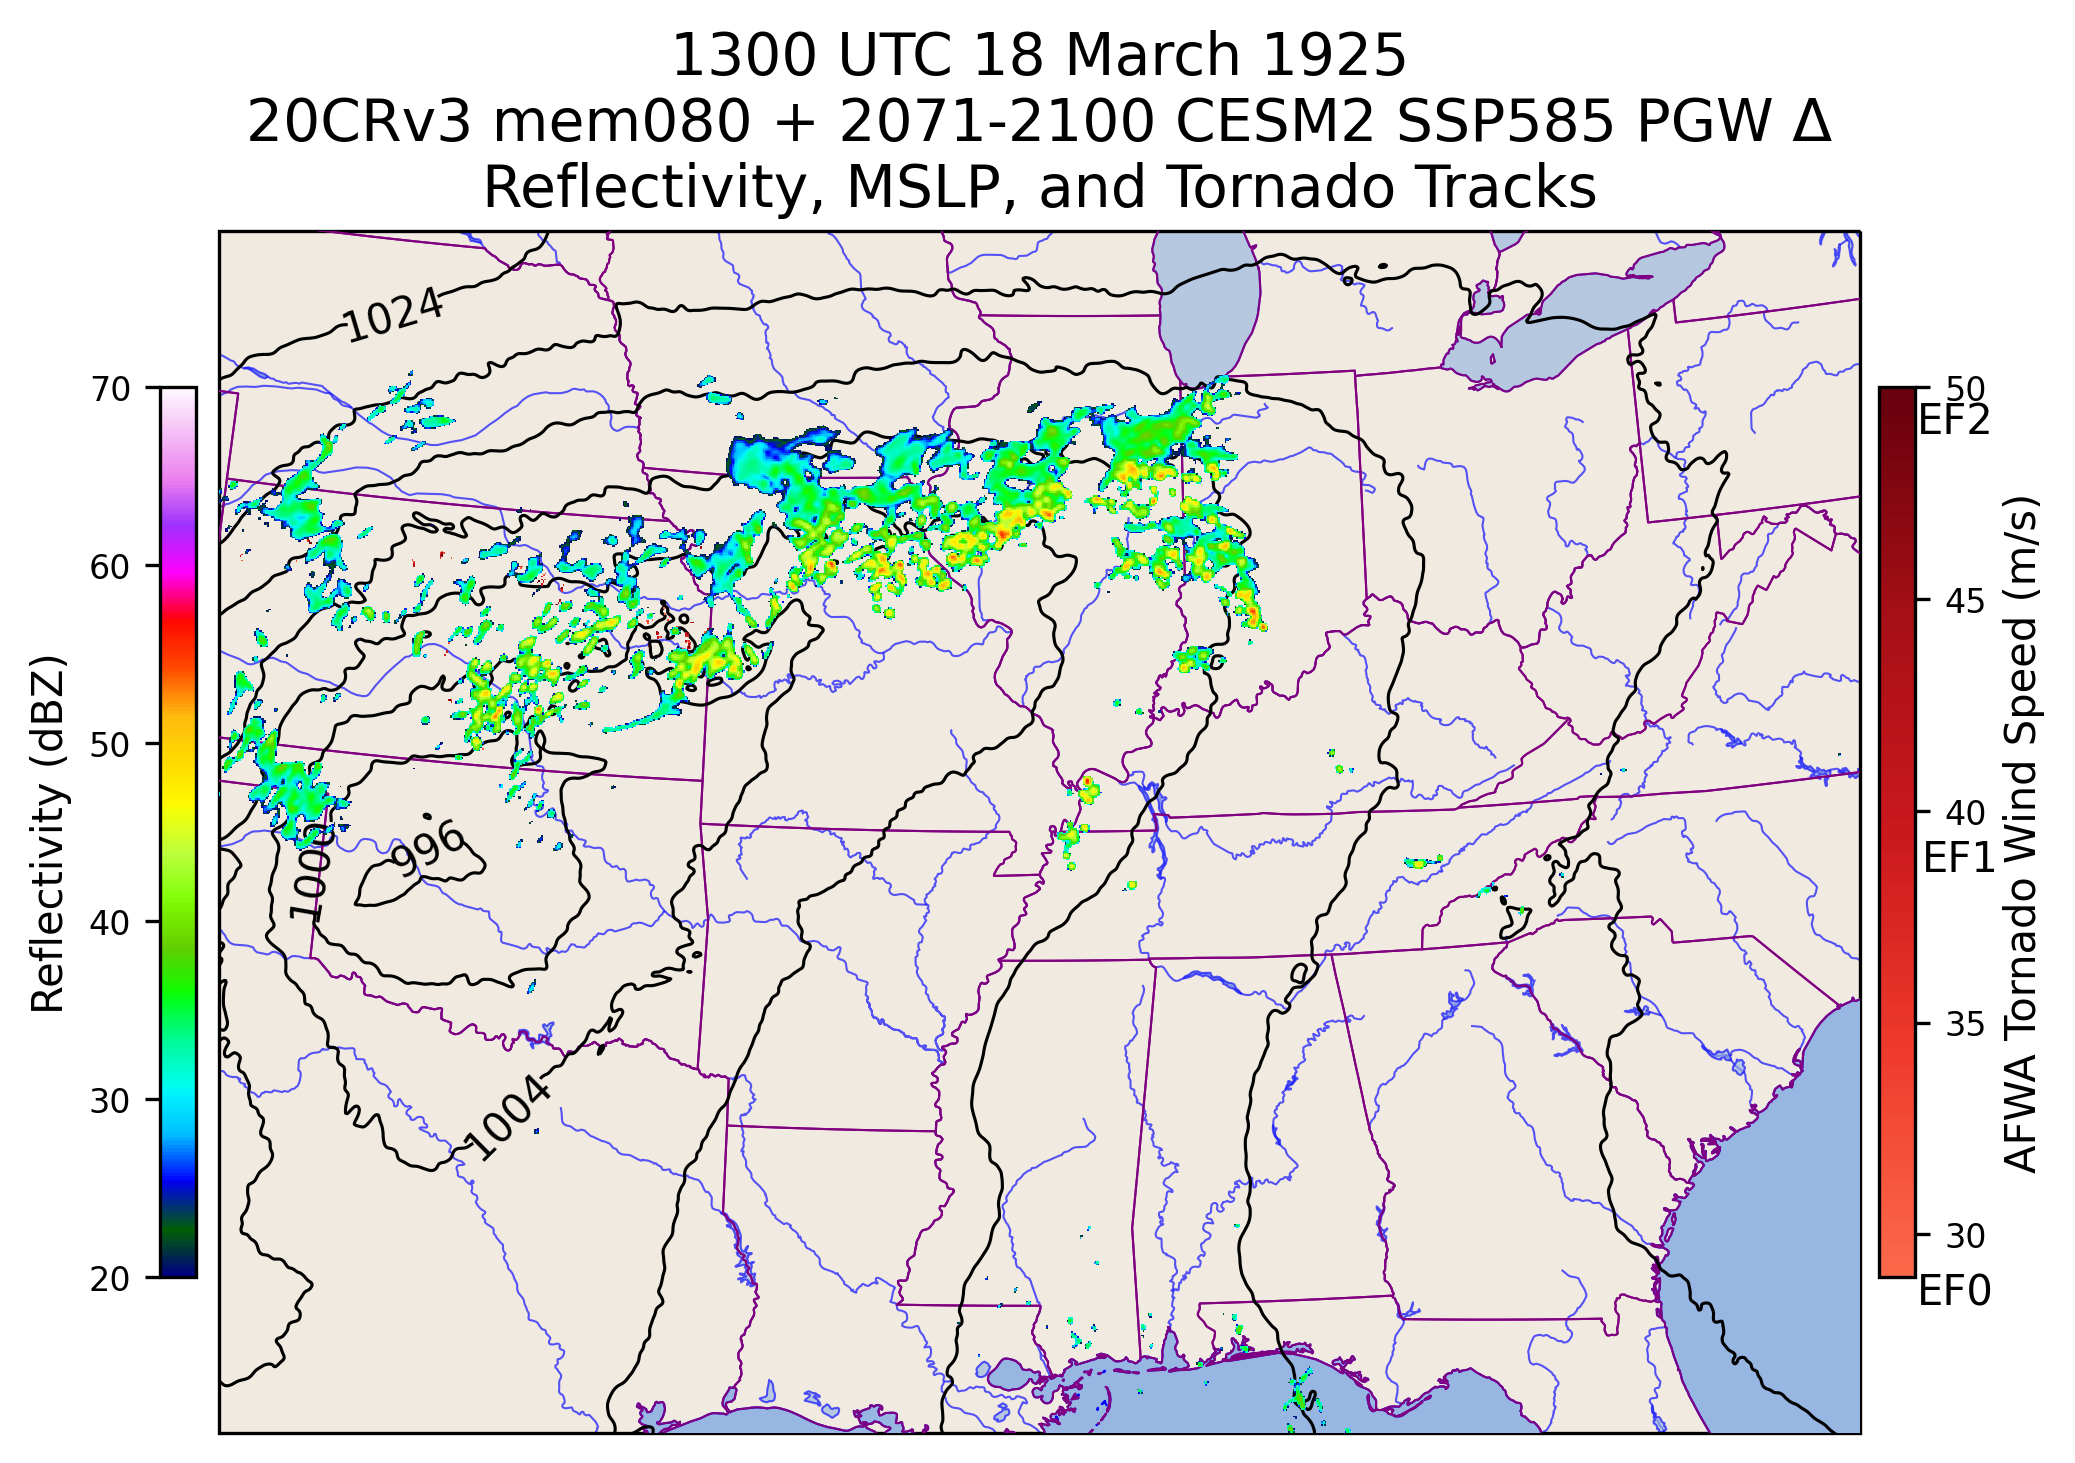 1300 UTC 18 March 1925
20CRv3 mem080 + 2071-2100 CESM2 SSP585 PGW Δ
Reflectivity, MSLP, and Tornado Tracks
1024
996
1000
1004
70
60
50
40
30
20
Reflectivity (dBZ)
50
EF2
45
40
EF1
35
30
EF0
AFWA Tornado Wind Speed (m/s)